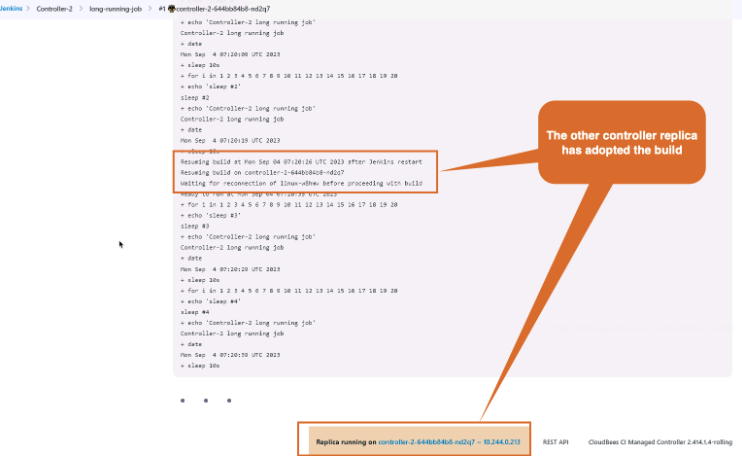 Jenkins > Controller-2 > long-running-job > #1 controller-2-644bb84b8-nd2q7
+ echo 'Controller-2 long running job'
Controller-2 long running job
+ date
Mon Sep 4 07:20:09 UTC 2023
+ sleep 10s
+ for i in 1 2 3 4 5 6 7 8 9 10 11 12 13 14 15 16 17 18 19 20
+ echo 'sleep #2'
sleep #2
+ echo 'Controller-2 long running job'
Controller-2 long running job
+ date
Mon Sep 4 07:20:19 UTC 2023
+ sleep 10s
Resuming build at Mon Sep 04 07:20:26 UTC 2023 after Jenkins restart
Resuming build on controller-2-644bb84b8-nd2q7
Waiting for reconnection of before proceeding with build
Ready to run at Mon Sep 04 07:20:39 UTC 2023
+ for i in 1 2 3 4 5 6 7 8 9 10 11 12 13 14 15 16 17 18 19 20
+ echo 'sleep #3'
sleep #3
+ echo 'Controller-2 long running job'
Controller-2 long running job
+ date
Mon Sep 4 07:20:29 UTC 2023
+ sleep 10s
+ for i in 1 2 3 4 5 6 7 8 9 10 11 12 13 14 15 16 17 18 19 20
+ echo 'sleep #4'
sleep #4
+ echo 'Controller-2 long running job'
Controller-2 long running job
+ date
Mon Sep 4 07:20:39 UTC 2023
+ sleep 10s
The other controller replica
has adopted the build
Replica running on controller-2-644bb84b8-nd2q7 – 10.244.0.213
REST API
CloudBees CI Managed Controller 2.414.1.4-rolling